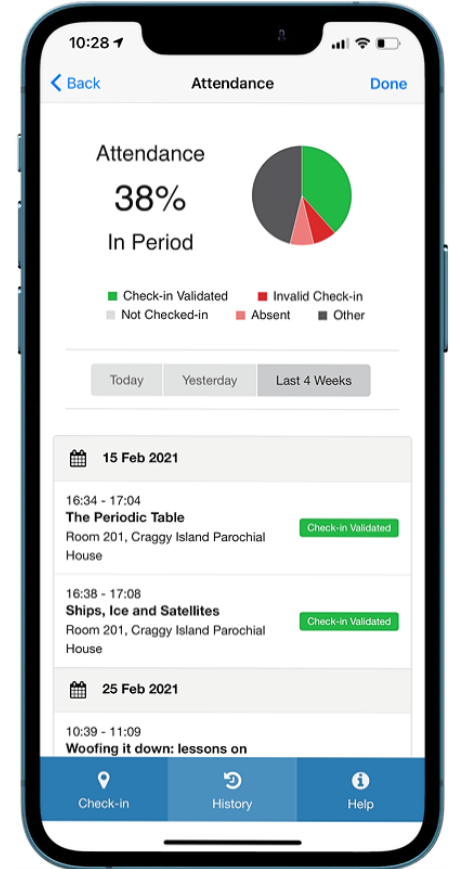 10:28
Back Attendance Done
Attendance
38%
In Period
Check-in Validated Invalid Check-in
Not Checked-in Absent Other
Today Yesterday Last 4 Weeks
15 Feb 2021
16:34 - 17:04
The Periodic Table
Room 201, Craggy Island Parochial
House
Check-in Validated
16:38 - 17:08
Ships, Ice and Satellites
Room 201, Craggy Island Parochial
House
Check-in Validated
25 Feb 2021
10:39 - 11:09
Woofing it down: lessons on
Check-in History Help